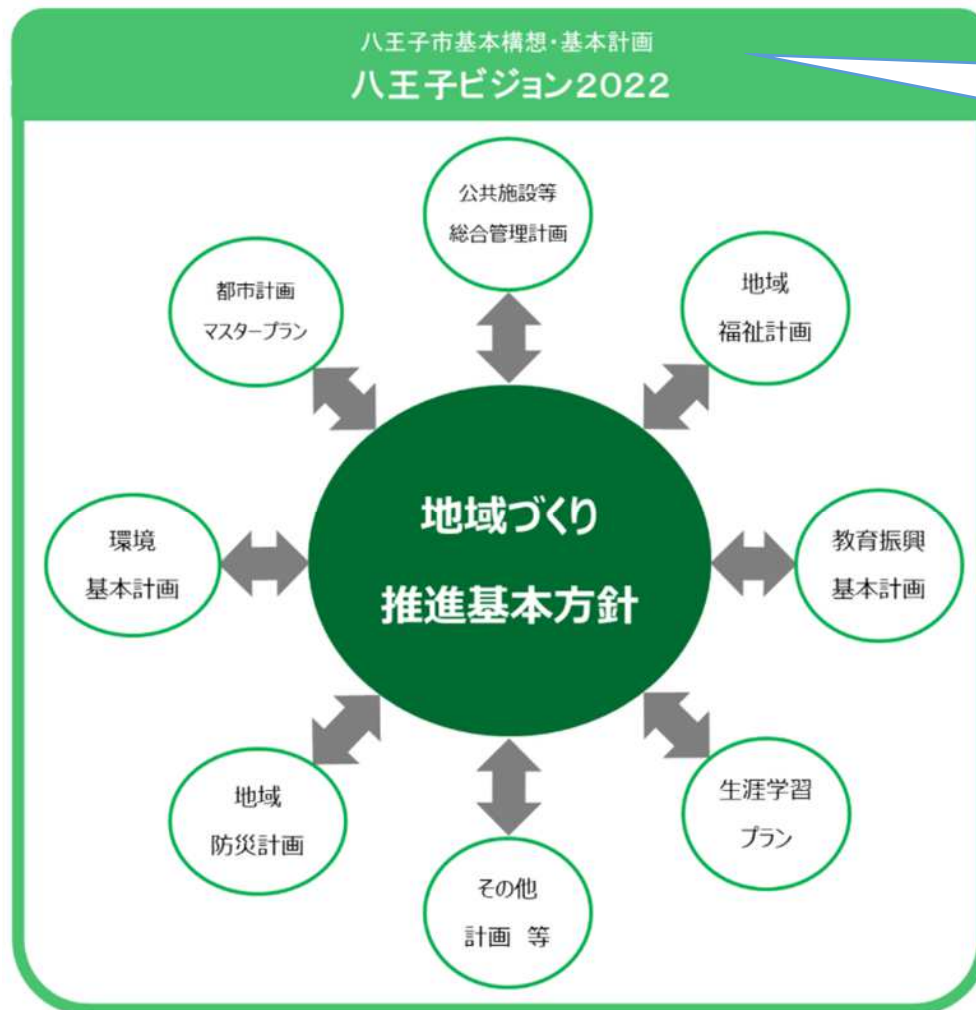 八王子市基本構想・基本計画
八王子ビジョン2022
公共施設等
総合管理計画
都市計画
マスタープラン
地域
福祉計画
地域づくり
推進基本方針
環境
基本計画
教育振興
基本計画
地域
防災計画
生涯学習
プラン
その他
計画 等